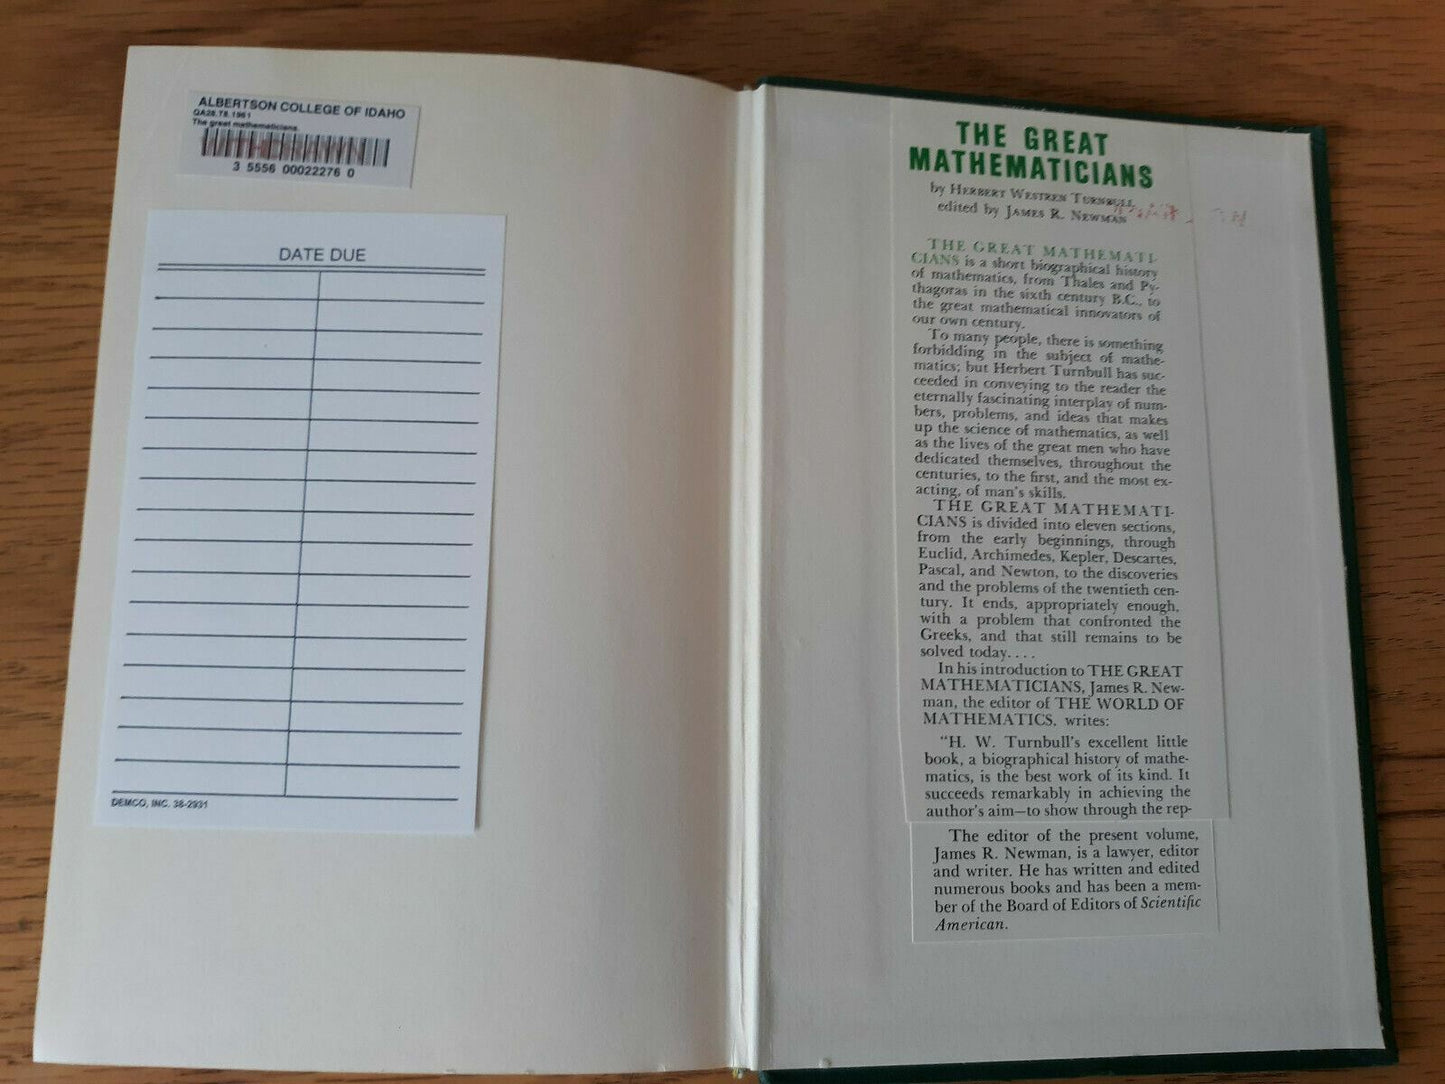 ALBERTSON COLLEGE OF IDAHO
QA28.T8.1961
The great mathematicians.
3 5556 00022276 0
DATE DUE
DEMCO, INC. 38-2931
THE GREAT
MATHEMATICIANS
by HERBERT WESTREN TURNBULL
edited by JAMES R. NEWMAN
THE GREAT MATHEMATI-
CIANS is a short biographical history
of mathematics, from Thales and Py-
thagoras in the sixth century B.C., to
the great mathematical innovators of
our own century.
To many people, there is something
forbidding in the subject of mathe-
matics; but Herbert Turnbull has suc-
ceeded in conveying to the reader the
eternally fascinating interplay of num-
bers, problems, and ideas that makes
up the science of mathematics, as well
as the lives of the great men who have
dedicated themselves, throughout the
centuries, to the first, and the most ex-
acting, of man's skills.
THE GREAT MATHEMATI-
CIANS is divided into eleven sections,
from the early beginnings, through
Euclid, Archimedes, Kepler, Descartes,
Pascal, and Newton, to the discoveries
and the problems of the twentieth cen-
tury. It ends, appropriately enough,
with a problem that confronted the
Greeks, and that still remains to be
solved today....
In his introduction to THE GREAT
MATHEMATICIANS, James R. New-
man, the editor of THE WORLD OF
MATHEMATICS, writes:
"H. W. Turnbull's excellent little
book, a biographical history of mathe-
matics, is the best work of its kind. It
succeeds remarkably in achieving the
author's aim—to show through the rep-
The editor of the present volume,
James R. Newman, is a lawyer, editor
and writer. He has written and edited
numerous books and has been a mem-
ber of the Board of Editors of Scientific
American.